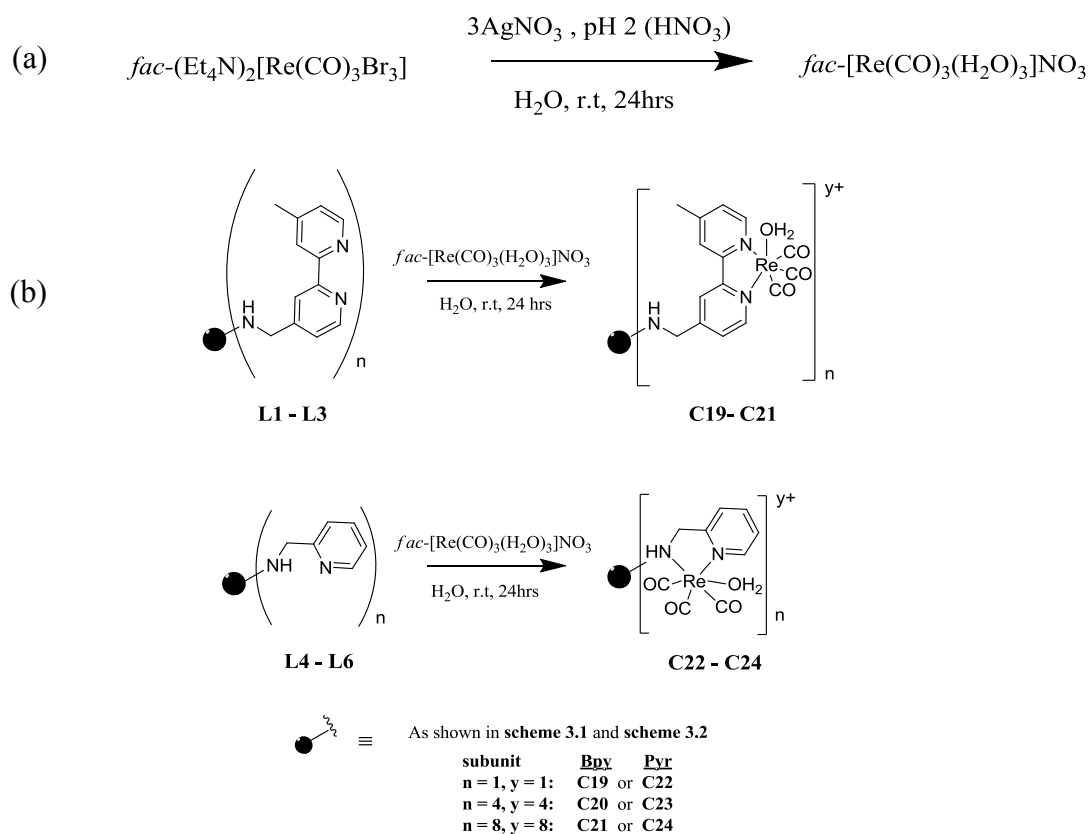 (a)
3AgNO₃ , pH 2 (HNO₃)
fac-(Et₄N)₂[Re(CO)₃Br₃]
H₂O, r.t, 24hrs
fac-[Re(CO)₃(H₂O)₃]NO₃
(b)
N
N
H
N
n
fac-[Re(CO)₃(H₂O)₃]NO₃
H₂O, r.t, 24 hrs
y+
OH₂
N
CO
Re
CO
N
CO
H
N
n
L1 - L3
C19- C21
NH
N
n
fac-[Re(CO)₃(H₂O)₃]NO₃
H₂O, r.t, 24hrs
y+
HN
N
OC
Re
OH₂
OC
CO
n
L4 - L6
C22 - C24
≡
As shown in scheme 3.1 and scheme 3.2
subunit Bpy Pyr
n = 1, y = 1: C19 or C22
n = 4, y = 4: C20 or C23
n = 8, y = 8: C21 or C24